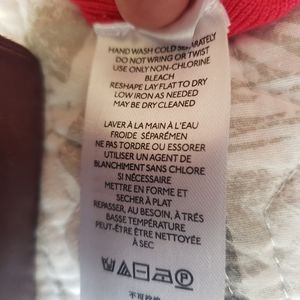 HAND WASH COLD SEPARATELY
DO NOT WRING OR TWIST
USE ONLY NON-CHLORINE
BLEACH
RESHAPE LAY FLAT TO DRY
LOW IRON AS NEEDED
MAY BE DRY CLEANED
LAVER À LA MAIN À L'EAU
FROIDE SÉPARÉMEN
NE PAS TORDRE OU ESSORER
UTILISER UN AGENT DE
BLANCHIMENT SANS CHLORE
SI NÉCESSAIRE
METTRE EN FORME ET
SÉCHER À PLAT
REPASSER, AU BESOIN, À TRÉS
BASSE TEMPÉRATURE
PEUT-ÊTRE ÊTRE NETTOYÉE
À SEC